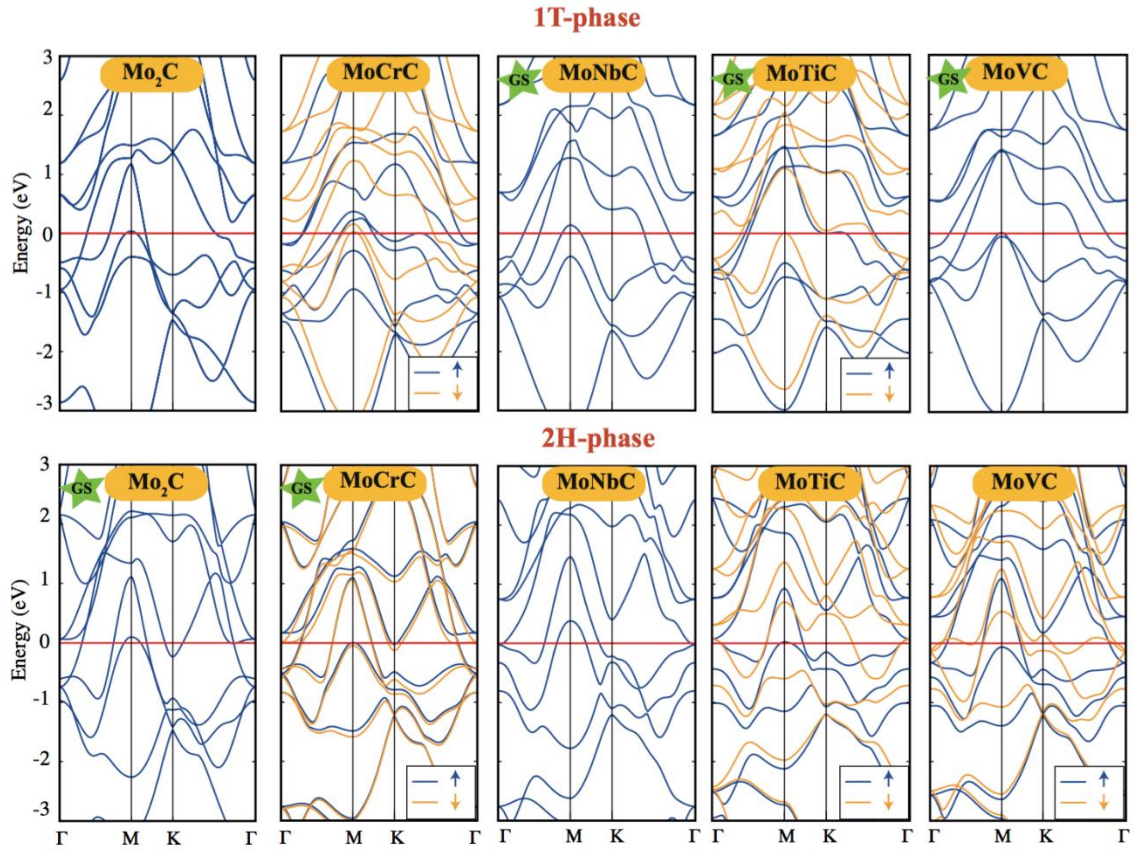 1T-phase
Mo₂C
MoCrC
GS MoNbC
GS MoTiC
GS MoVC
Energy (eV)
3
2
1
0
-1
-2
-3
↑
↓
↑
↓
2H-phase
GS Mo₂C
GS MoCrC
MoNbC
MoTiC
MoVC
Energy (eV)
3
2
1
0
-1
-2
-3
↑
↓
↑
↓
↑
↓
Γ M K Γ Γ M K Γ Γ M K Γ Γ M K Γ Γ M K Γ